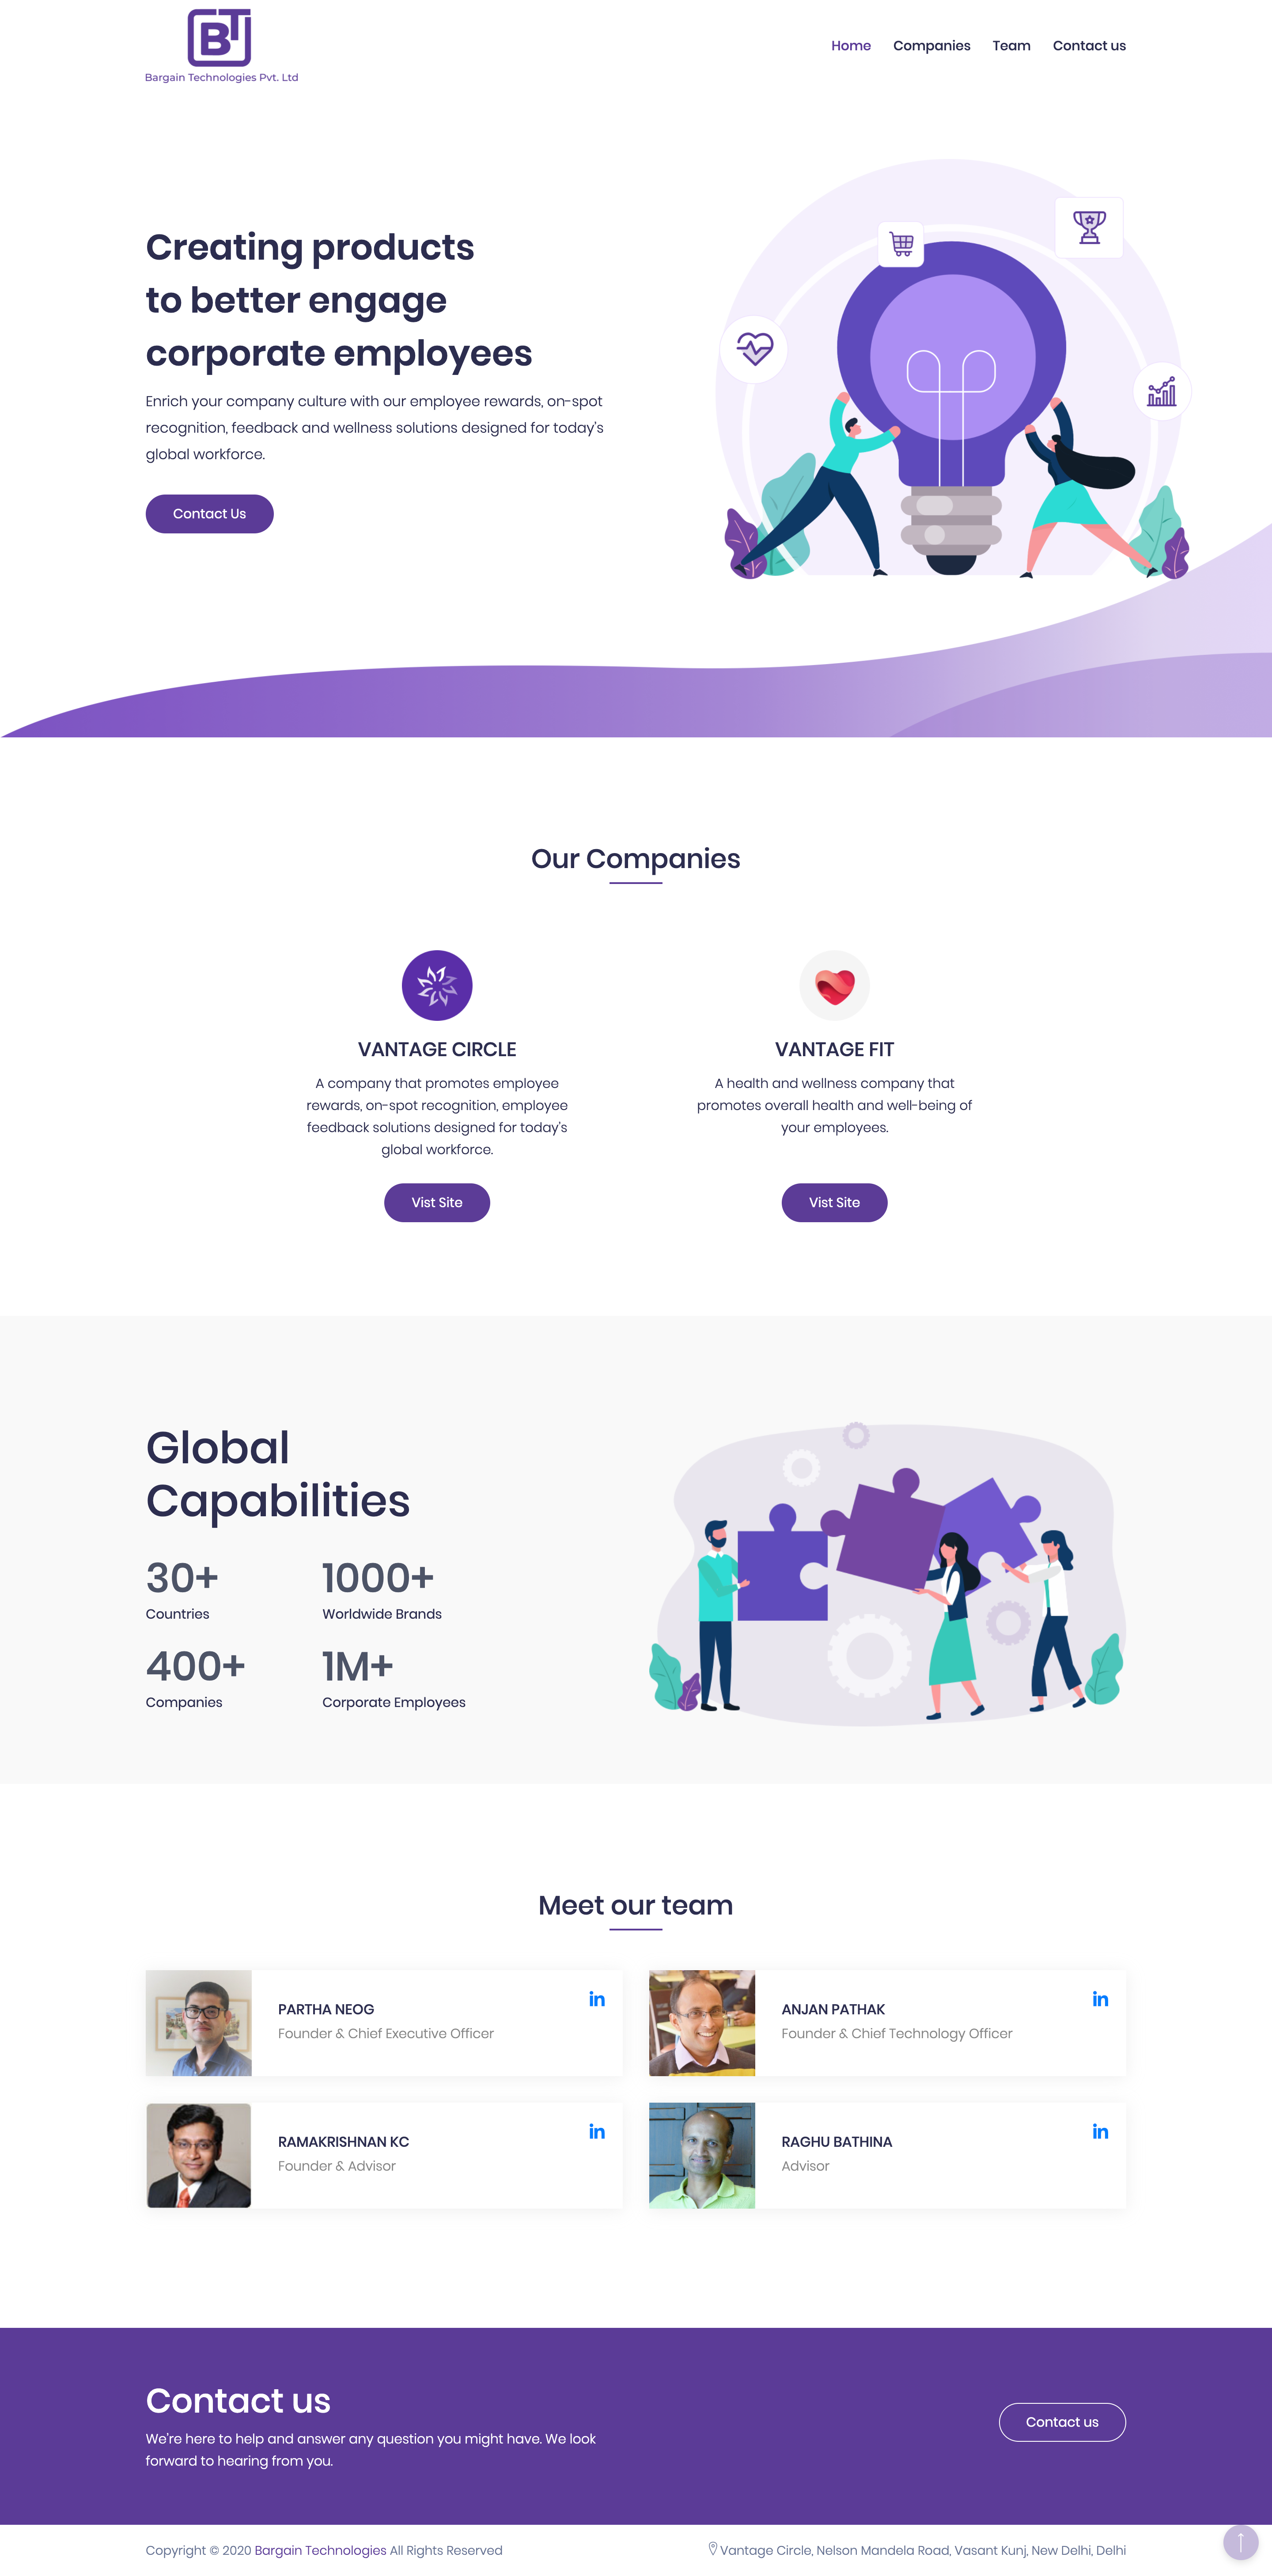 BT
Bargain Technologies Pvt. Ltd
Home Companies Team Contact us
Creating products
to better engage
corporate employees
Enrich your company culture with our employee rewards, on-spot
recognition, feedback and wellness solutions designed for today's
global workforce.
Contact Us
Our Companies
VANTAGE CIRCLE
A company that promotes employee
rewards, on-spot recognition, employee
feedback solutions designed for today's
global workforce.
Vist Site
VANTAGE FIT
A health and wellness company that
promotes overall health and well-being of
your employees.
Vist Site
Global
Capabilities
30+
Countries
1000+
Worldwide Brands
400+
Companies
1M+
Corporate Employees
Meet our team
PARTHA NEOG
Founder & Chief Executive Officer
in
ANJAN PATHAK
Founder & Chief Technology Officer
in
RAMAKRISHNAN KC
Founder & Advisor
in
RAGHU BATHINA
Advisor
in
Contact us
We're here to help and answer any question you might have. We look
forward to hearing from you.
Contact us
Copyright © 2020 Bargain Technologies All Rights Reserved
Vantage Circle, Nelson Mandela Road, Vasant Kunj, New Delhi, Delhi